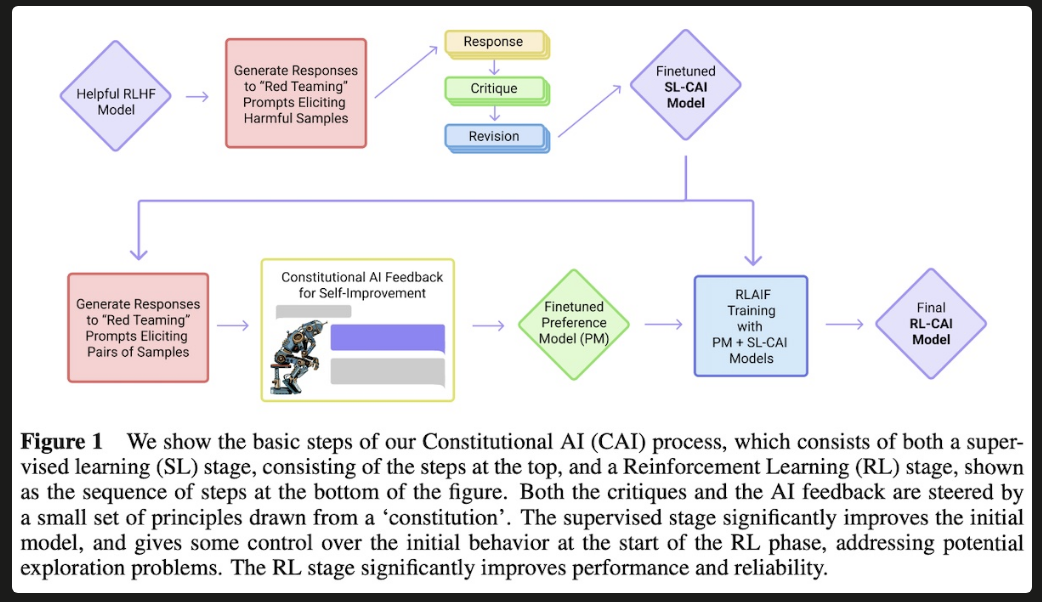 Helpful RLHF
Model
Generate Responses
to “Red Teaming”
Prompts Eliciting
Harmful Samples
Response
Critique
Revision
Finetuned
SL-CAI
Model
Generate Responses
to “Red Teaming”
Prompts Eliciting
Pairs of Samples
Constitutional AI Feedback
for Self-Improvement
Finetuned
Preference
Model (PM)
RLAIF
Training
with
PM + SL-CAI
Models
Final
RL-CAI
Model
Figure 1 We show the basic steps of our Constitutional AI (CAI) process, which consists of both a super-
vised learning (SL) stage, consisting of the steps at the top, and a Reinforcement Learning (RL) stage, shown
as the sequence of steps at the bottom of the figure. Both the critiques and the AI feedback are steered by
a small set of principles drawn from a ‘constitution’. The supervised stage significantly improves the initial
model, and gives some control over the initial behavior at the start of the RL phase, addressing potential
exploration problems. The RL stage significantly improves performance and reliability.